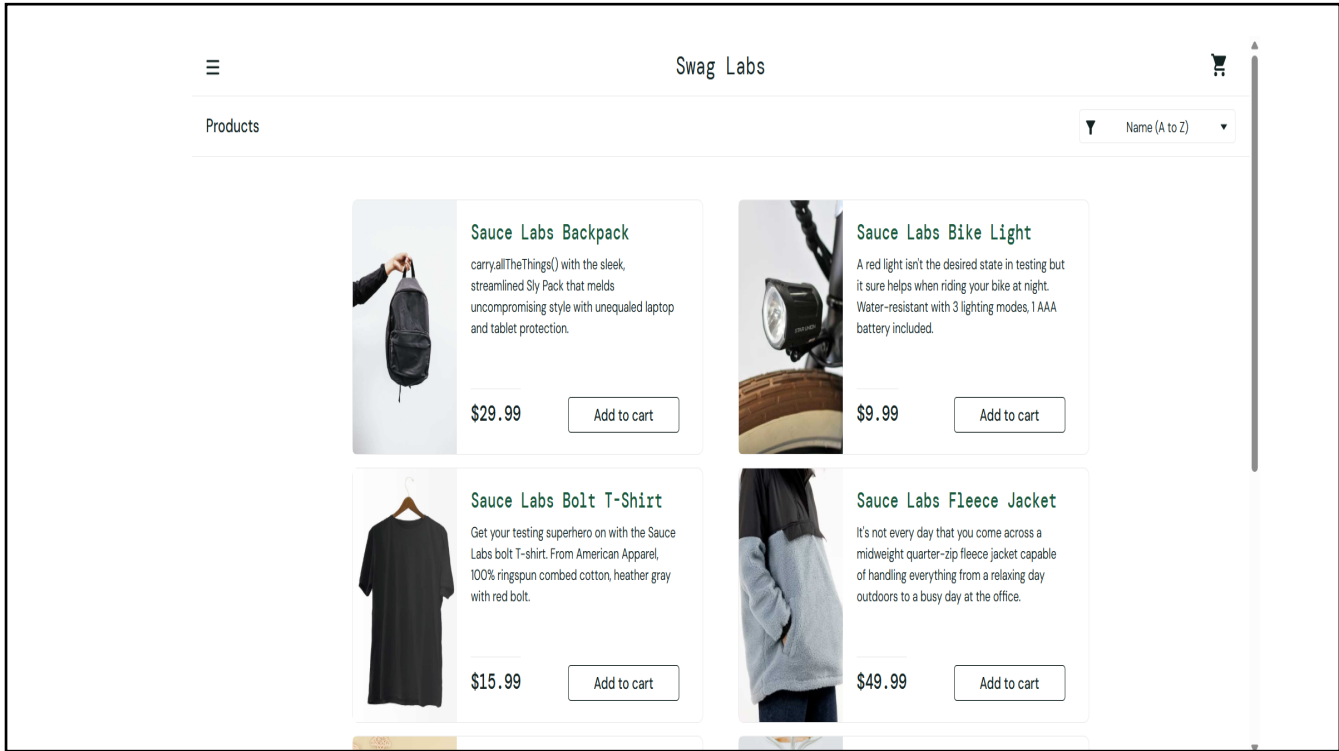 Swag Labs
Products
Name (A to Z)
Sauce Labs Backpack
carry.allTheThings() with the sleek,
streamlined Sly Pack that melds
uncompromising style with unequaled laptop
and tablet protection.
$29.99
Add to cart
Sauce Labs Bike Light
A red light isn't the desired state in testing but
it sure helps when riding your bike at night.
Water-resistant with 3 lighting modes, 1 AAA
battery included.
$9.99
Add to cart
Sauce Labs Bolt T-Shirt
Get your testing superhero on with the Sauce
Labs bolt T-shirt. From American Apparel,
100% ringspun combed cotton, heather gray
with red bolt.
$15.99
Add to cart
Sauce Labs Fleece Jacket
It's not every day that you come across a
midweight quarter-zip fleece jacket capable
of handling everything from a relaxing day
outdoors to a busy day at the office.
$49.99
Add to cart